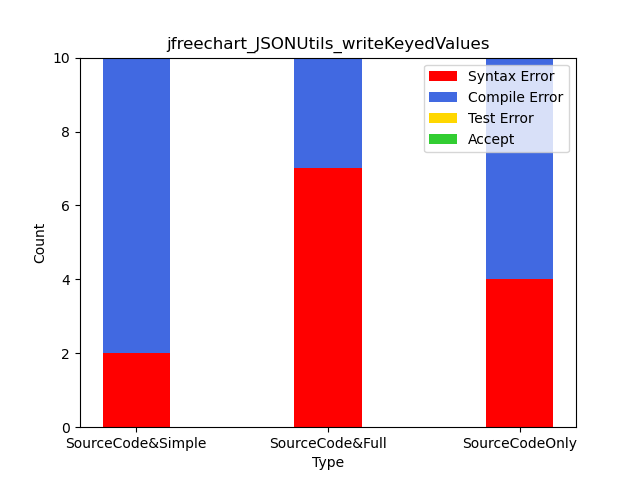 jfreechart_JSONUtils_writeKeyedValues
Syntax Error
Compile Error
Test Error
Accept
10
8
6
4
2
0
Count
SourceCode&Simple
SourceCode&Full
SourceCodeOnly
Type